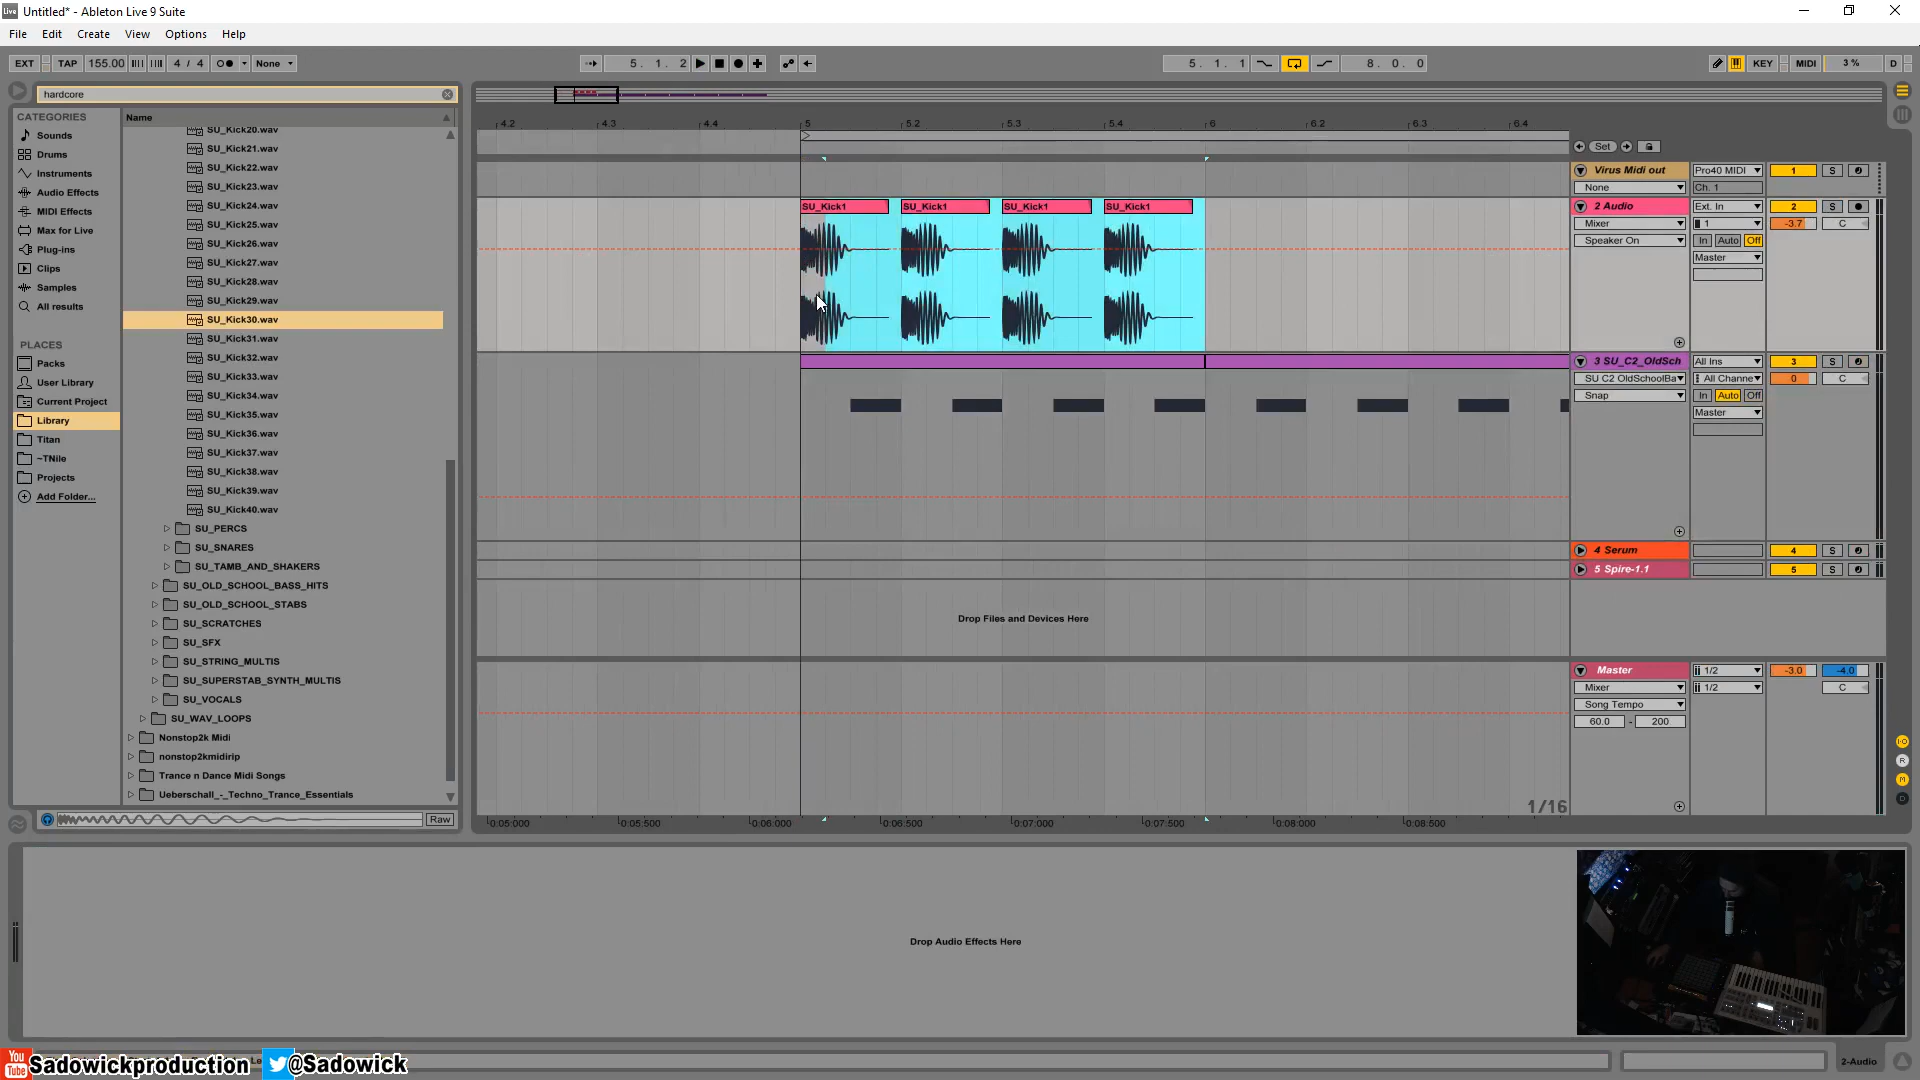 Live Untitled* - Ableton Live 9 Suite
File Edit Create View Options Help
EXT TAP 155.00 4 / 4 None 5. 1. 2 5. 1. 1 8. 0. 0 KEY MIDI 3 % D
hardcore
CATEGORIES
Sounds
Drums
Instruments
Audio Effects
MIDI Effects
Max for Live
Plug-ins
Clips
Samples
All results
PLACES
Packs
User Library
Current Project
Library
Titan
~TNile
Projects
Add Folder...
Name
SU_Kick20.wav
SU_Kick21.wav
SU_Kick22.wav
SU_Kick23.wav
SU_Kick24.wav
SU_Kick25.wav
SU_Kick26.wav
SU_Kick27.wav
SU_Kick28.wav
SU_Kick29.wav
SU_Kick30.wav
SU_Kick31.wav
SU_Kick32.wav
SU_Kick33.wav
SU_Kick34.wav
SU_Kick35.wav
SU_Kick36.wav
SU_Kick37.wav
SU_Kick38.wav
SU_Kick39.wav
SU_Kick40.wav
SU_PERCS
SU_SNARES
SU_TAMB_AND_SHAKERS
SU_OLD_SCHOOL_BASS_HITS
SU_OLD_SCHOOL_STABS
SU_SCRATCHES
SU_SFX
SU_STRING_MULTIS
SU_SUPERSTAB_SYNTH_MULTIS
SU_VOCALS
SU_WAV_LOOPS
Nonstop2k Midi
nonstop2kmidirip
Trance n Dance Midi Songs
Ueberschall_-_Techno_Trance_Essentials
Raw
4.2 4.3 4.4 5 5.2 5.3 5.4 6 6.2 6.3 6.4
Set
SU_Kick1 SU_Kick1 SU_Kick1 SU_Kick1
Drop Files and Devices Here
1/16
0:05:000 0:05:500 0:06:000 0:06:500 0:07:000 0:07:500 0:08:000 0:08:500
Virus Midi out Pro40 MIDI 1 S
None Ch. 1
2 Audio Ext. In 2 S
Mixer 1 -3.7 C
Speaker On In Auto Off
Master
3 SU_C2_OldSch All Ins 3 S
SU C2 OldSchoolBa All Channe 0 C
Snap In Auto Off
Master
4 Serum 4 S
5 Spire-1.1 5 S
Master 1/2 -3.0 -4.0
Mixer 1/2 C
Song Tempo
60.0 - 200
I·O
R
M
D
Drop Audio Effects Here
You Tube Sadowickproduction @Sadowick
2-Audio